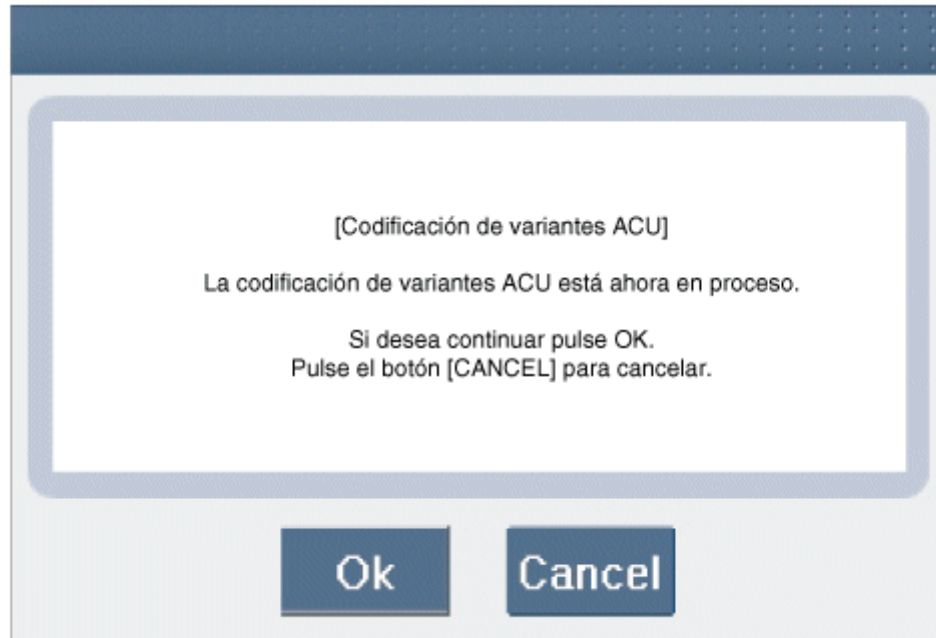 [Codificación de variantes ACU]
La codificación de variantes ACU está ahora en proceso.
Si desea continuar pulse OK.
Pulse el botón [CANCEL] para cancelar.
Ok
Cancel